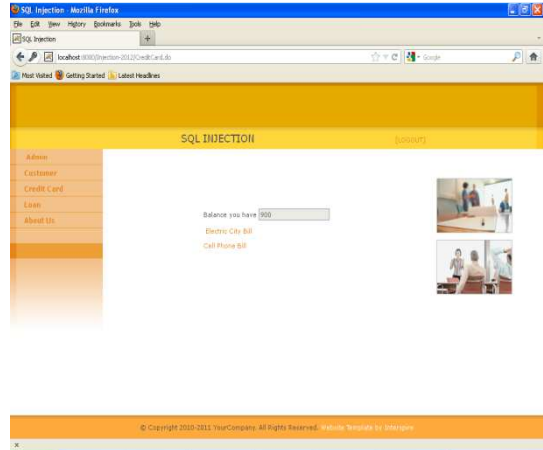 SQL Injection - Mozilla Firefox
File Edit View History Bookmarks Tools Help
SQL Injection +
localhost:8080/Injection-2012/CreditCard.do
Google
Most Visited Getting Started Latest Headlines
SQL INJECTION
[LOGOUT]
Admin
Customer
Credit Card
Loan
About Us
Balance you have 900
Electric City Bill
Cell Phone Bill
© Copyright 2010-2011 YourCompany. All Rights Reserved. Website Template by Interspire
x